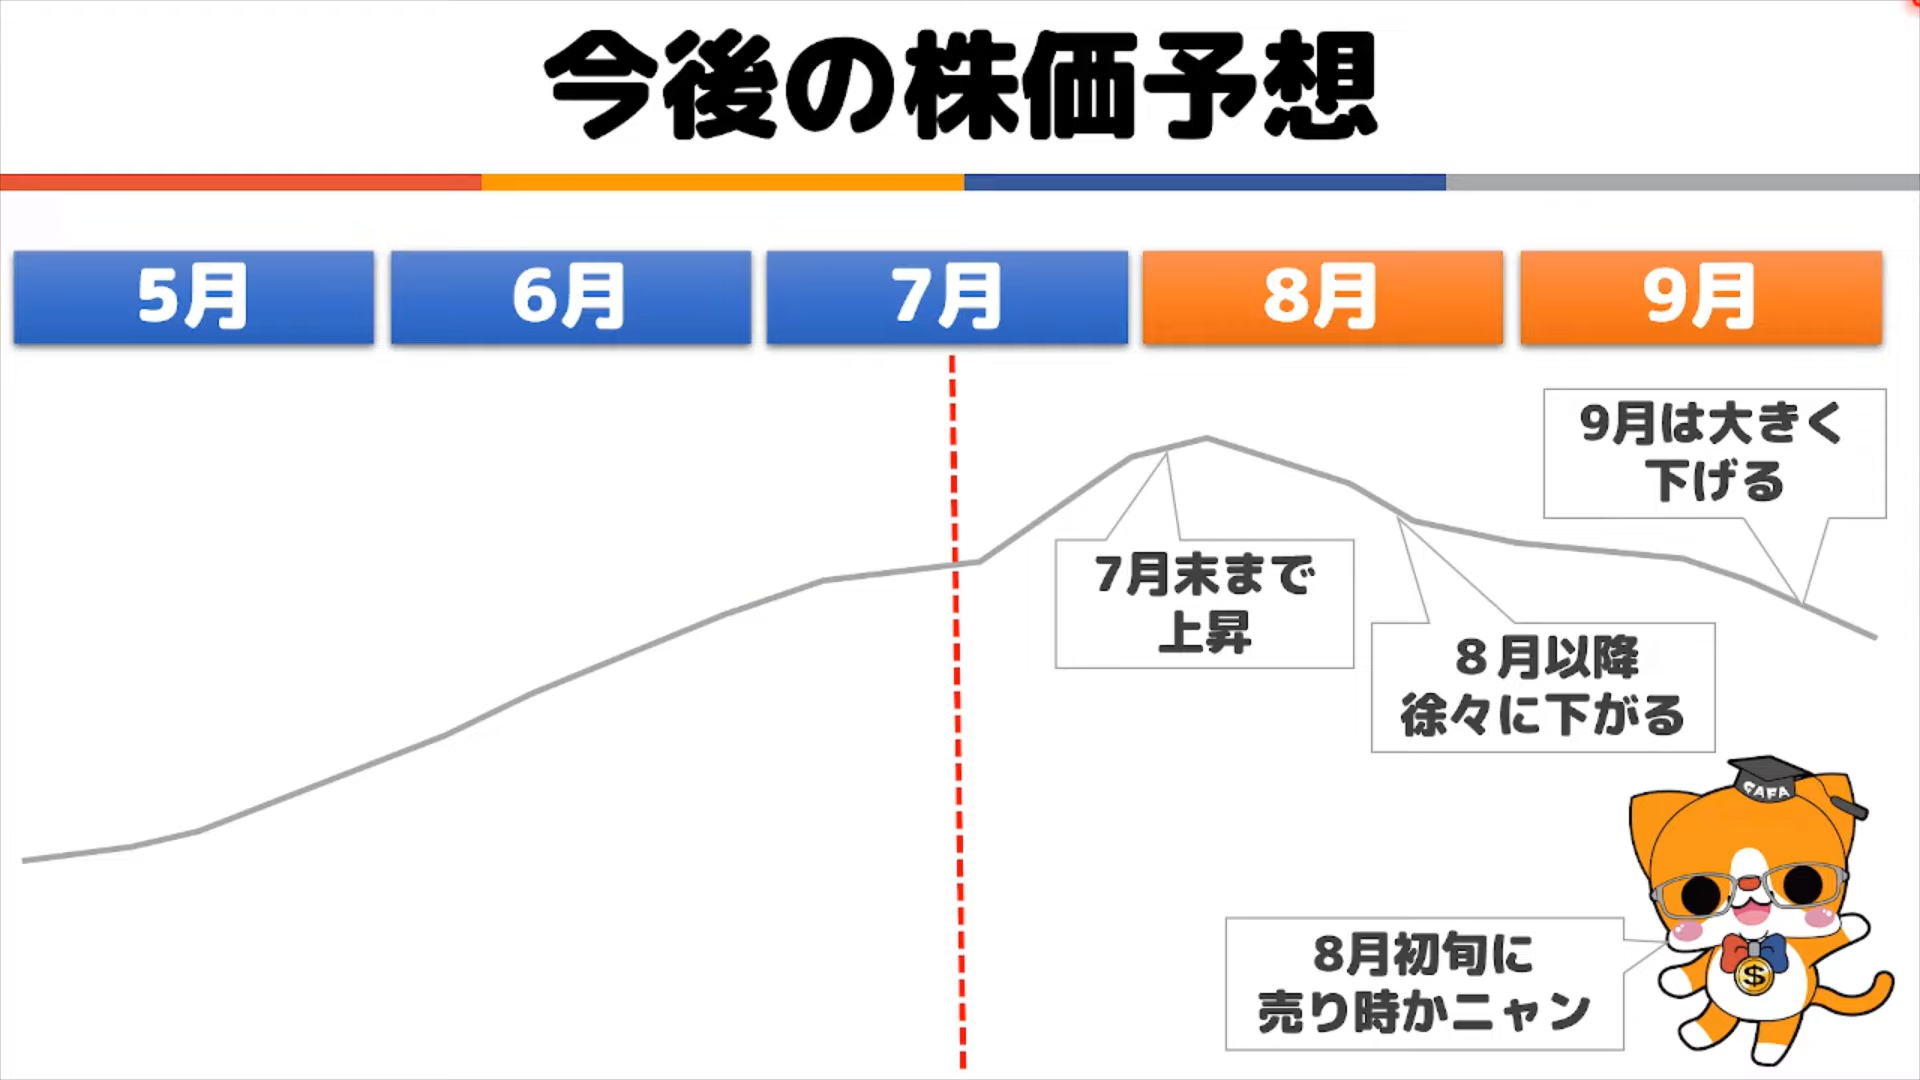 今後の株価予想
5月
6月
7月
8月
9月
9月は大きく
下げる
7月末まで
上昇
８月以降
徐々に下がる
GAFA
$
8月初旬に
売り時かニャン